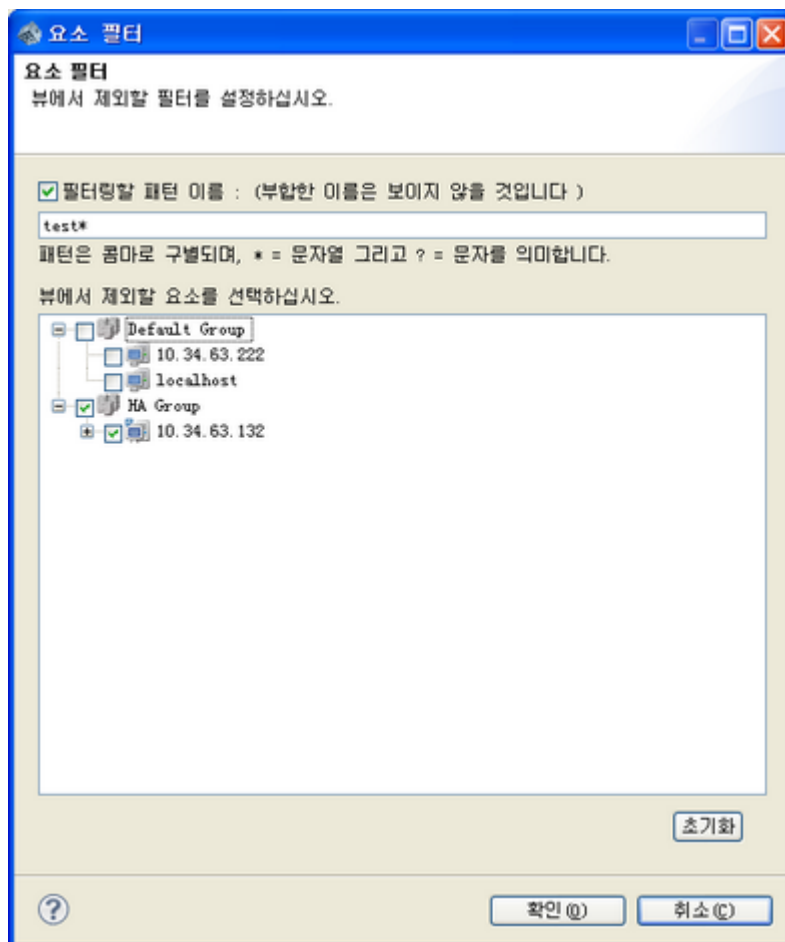 요소 필터
요소 필터
뷰에서 제외할 필터를 설정하십시오.
필터링할 패턴 이름 : (부합한 이름은 보이지 않을 것입니다 )
test*
패턴은 콤마로 구별되며, * = 문자열 그리고 ? = 문자를 의미합니다.
뷰에서 제외할 요소를 선택하십시오.
Default Group
10.34.63.222
localhost
HA Group
10.34.63.132
초기화
확인(O) 취소(C)